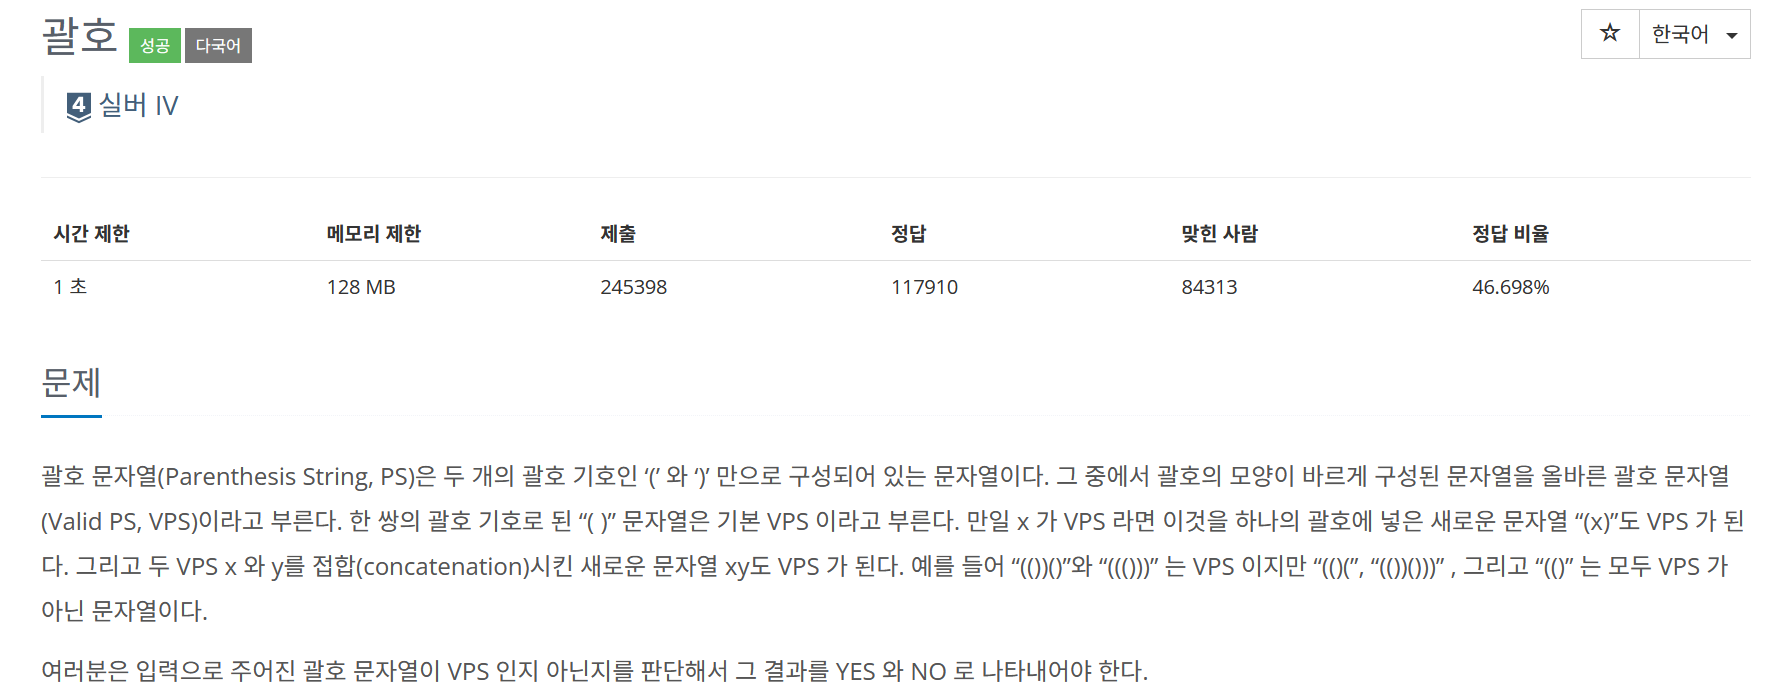 괄호 성공 다국어 한국어
4 실버 IV
시간 제한 메모리 제한 제출 정답 맞힌 사람 정답 비율
1 초 128 MB 245398 117910 84313 46.698%
문제
괄호 문자열(Parenthesis String, PS)은 두 개의 괄호 기호인 ‘(’ 와 ‘)’ 만으로 구성되어 있는 문자열이다. 그 중에서 괄호의 모양이 바르게 구성된 문자열을 올바른 괄호 문자열
(Valid PS, VPS)이라고 부른다. 한 쌍의 괄호 기호로 된 “( )” 문자열은 기본 VPS 이라고 부른다. 만일 x 가 VPS 라면 이것을 하나의 괄호에 넣은 새로운 문자열 “(x)”도 VPS 가 된
다. 그리고 두 VPS x 와 y를 접합(concatenation)시킨 새로운 문자열 xy도 VPS 가 된다. 예를 들어 “(())()”와 “((()))” 는 VPS 이지만 “(()(”, “(())()))” , 그리고 “(()” 는 모두 VPS 가
아닌 문자열이다.
여러분은 입력으로 주어진 괄호 문자열이 VPS 인지 아닌지를 판단해서 그 결과를 YES 와 NO 로 나타내어야 한다.